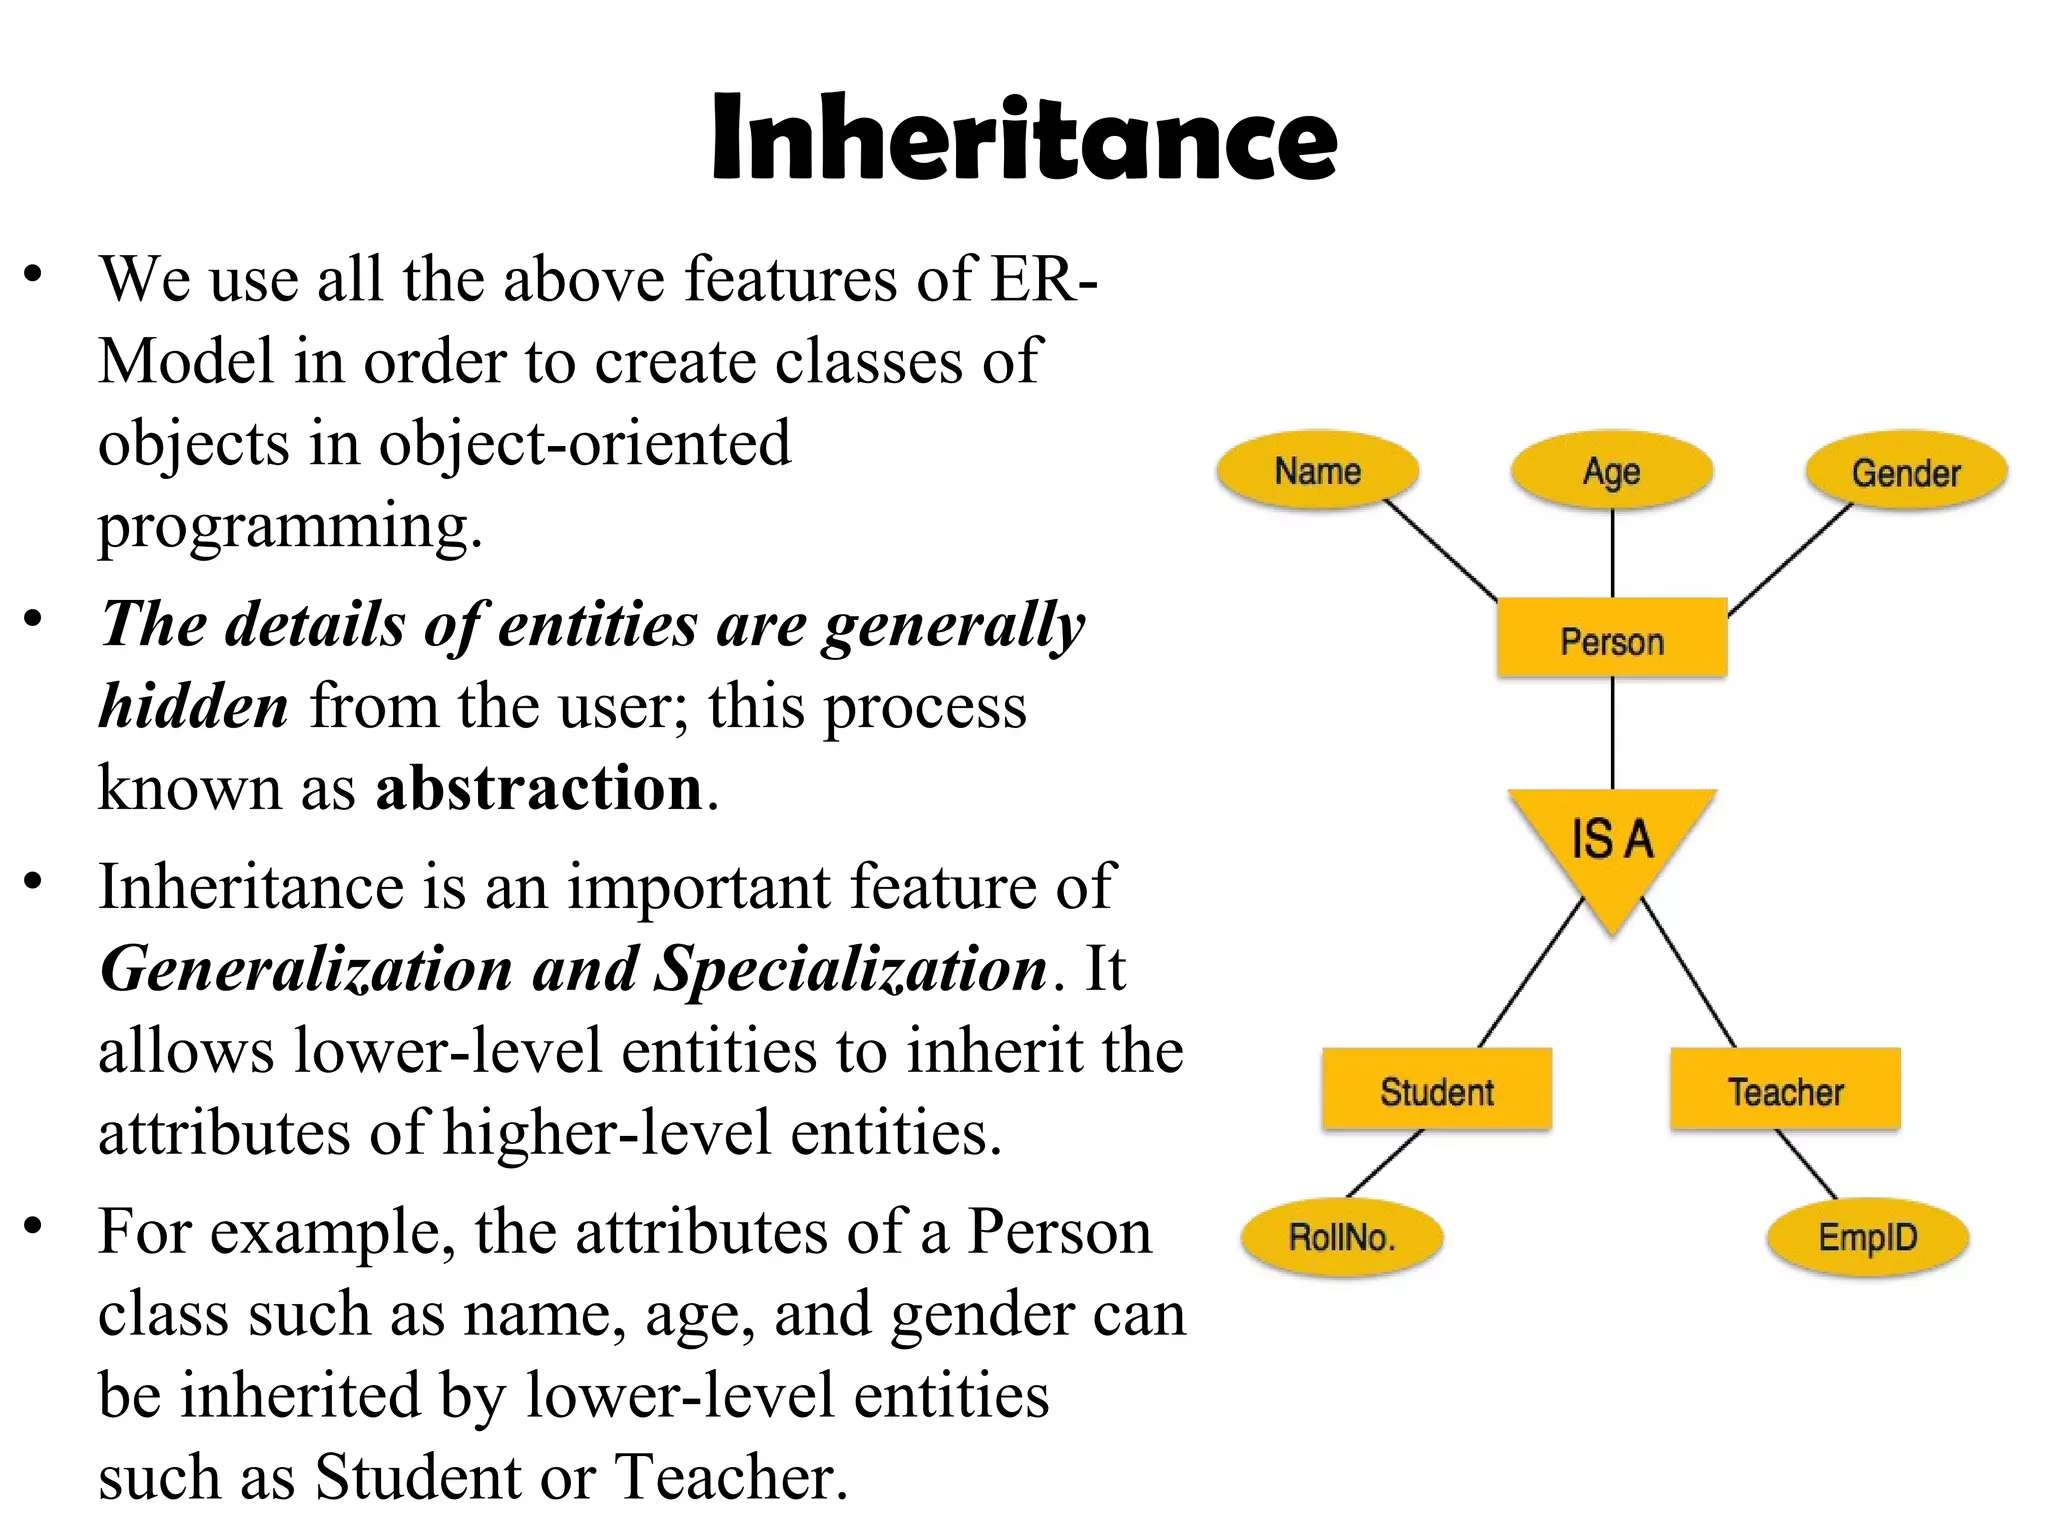 Inheritance
• We use all the above features of ER-
Model in order to create classes of
objects in object-oriented
programming.
• The details of entities are generally
hidden from the user; this process
known as abstraction.
• Inheritance is an important feature of
Generalization and Specialization. It
allows lower-level entities to inherit the
attributes of higher-level entities.
• For example, the attributes of a Person
class such as name, age, and gender can
be inherited by lower-level entities
such as Student or Teacher.
Name Age Gender
Person
IS A
Student Teacher
RollNo. EmpID